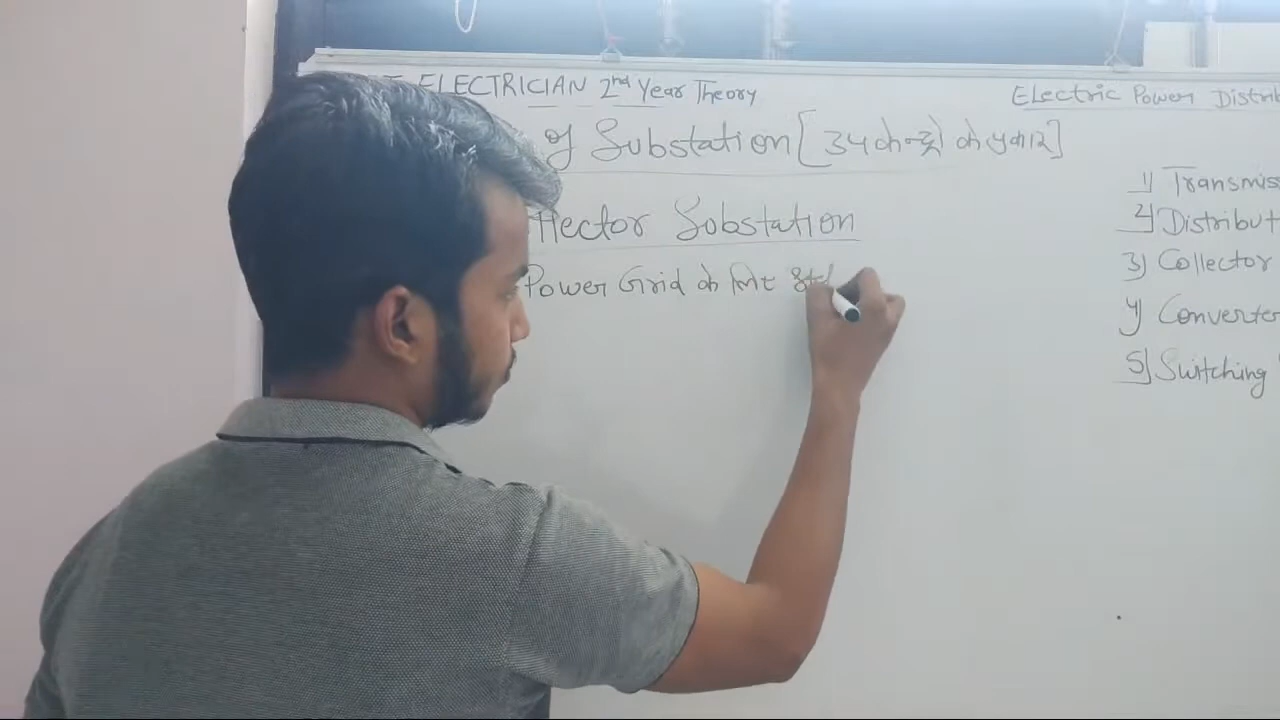 ELECTRICIAN 2nd Year Theory
Electric Power Distrib
of Substation [उपकेन्द्रो के प्रकार]
llector Substation
Power Grid के लिए
1) Transmiss
2) Distribut
3) Collector
4) Converter
5) Switching